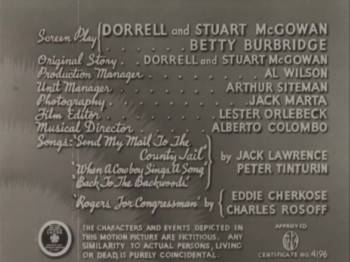 Screen Play DORRELL and STUART McGOWAN
BETTY BURBRIDGE
Original Story . . DORRELL and STUART McGOWAN
Production Manager . . . . . . AL WILSON
Unit Manager . . . . . . ARTHUR SITEMAN
Photography . . . . . . . JACK MARTA
Film Editor . . . . . . LESTER ORLEBECK
Musical Director . . . . ALBERTO COLOMBO
Songs: "Send My Mail To The
County Jail"
"When A Cowboy Sings A Song"
"Back To The Backwoods"
by JACK LAWRENCE
PETER TINTURIN
"Rogers For Congressman" by EDDIE CHERKOSE
CHARLES ROSOFF
THE CHARACTERS AND EVENTS DEPICTED IN
THIS MOTION PICTURE ARE FICTITIOUS. ANY
SIMILARITY TO ACTUAL PERSONS, LIVING
OR DEAD, IS PURELY COINCIDENTAL.
APPROVED
CERTIFICATE NO. 4196